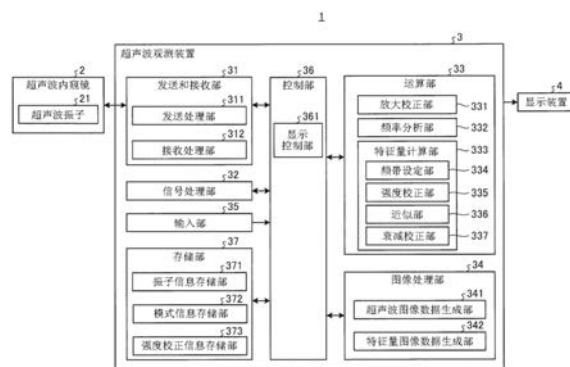 1
3
超声波观测装置
2
超声波内窥镜
21
超声波振子
31
发送和接收部
311
发送处理部
312
接收处理部
32
信号处理部
35
输入部
37
存储部
371
振子信息存储部
372
模式信息存储部
373
强度校正信息存储部
36
控制部
361
显示
控制部
33
运算部
放大校正部
331
频率分析部
332
特征量计算部
333
频带设定部
334
强度校正部
335
近似部
336
衰减校正部
337
34
图像处理部
341
超声波图像数据生成部
342
特征量图像数据生成部
4
显示装置